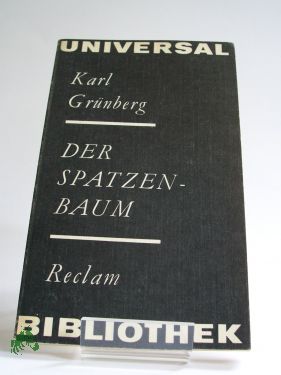 UNIVERSAL
Karl
Grünberg
DER
SPATZEN-
BAUM
Reclam
BIBLIOTHEK